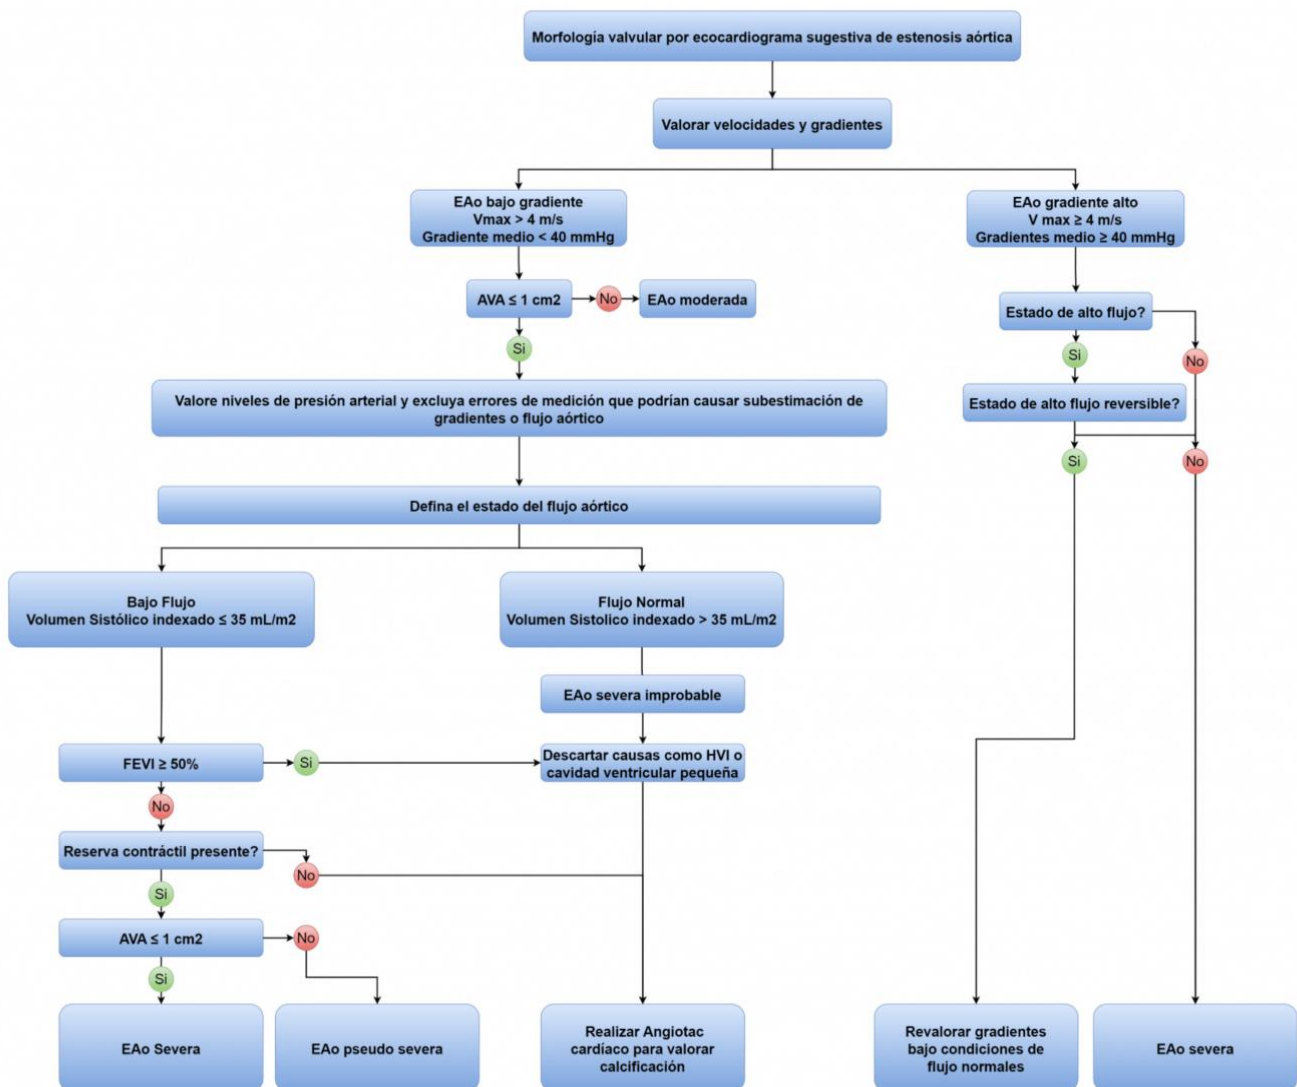 Morfología valvular por ecocardiograma sugestiva de estenosis aórtica
Valorar velocidades y gradientes
EAo bajo gradiente
Vmax > 4 m/s
Gradiente medio < 40 mmHg
EAo gradiente alto
V max ≥ 4 m/s
Gradientes medio ≥ 40 mmHg
AVA ≤ 1 cm2
No
EAo moderada
Estado de alto flujo?
Si
Si
No
Valore niveles de presión arterial y excluya errores de medición que podrían causar subestimación de
gradientes o flujo aórtico
Estado de alto flujo reversible?
Si
No
Defina el estado del flujo aórtico
Bajo Flujo
Volumen Sistólico indexado ≤ 35 mL/m2
Flujo Normal
Volumen Sistolico indexado > 35 mL/m2
EAo severa improbable
FEVI ≥ 50%
Si
Descartar causas como HVI o
cavidad ventricular pequeña
No
Reserva contráctil presente?
No
Si
AVA ≤ 1 cm2
No
Si
EAo Severa
EAo pseudo severa
Realizar Angiotac
cardíaco para valorar
calcificación
Revalorar gradientes
bajo condiciones de
flujo normales
EAo severa